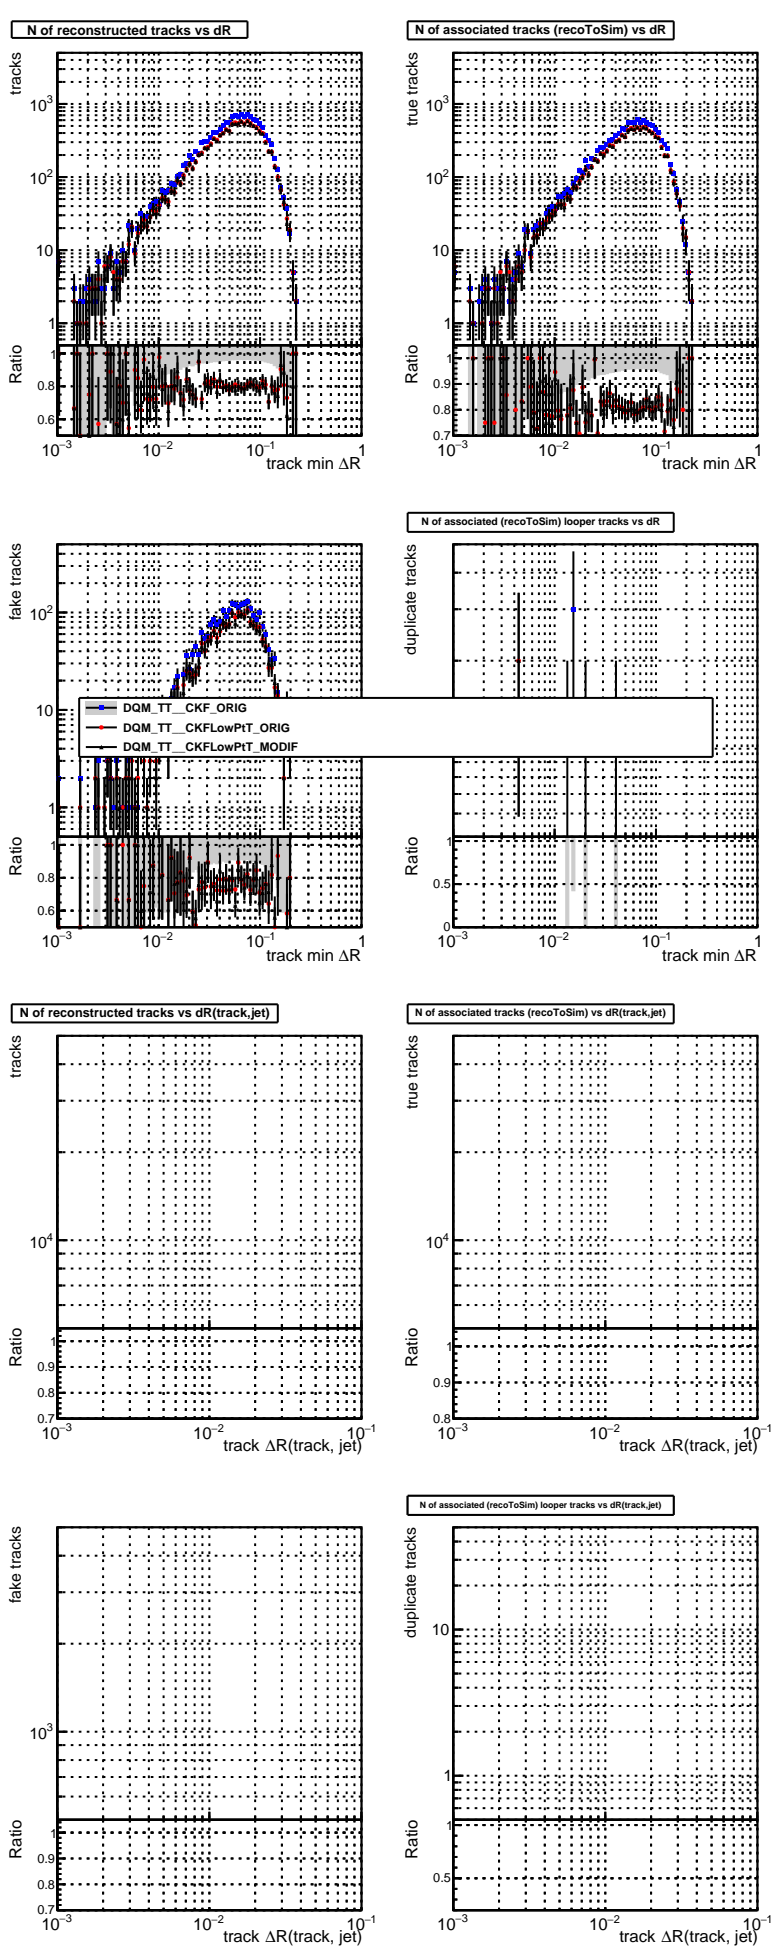 N of reconstructed tracks vs dR
tracks
10³
10²
10
1
Ratio
1
0.8
0.6
10⁻³ 10⁻² 10⁻¹ 1
track min ΔR
N of associated tracks (recoToSim) vs dR
true tracks
10³
10²
10
1
Ratio
1
0.9
0.8
0.7
10⁻³ 10⁻² 10⁻¹ 1
track min ΔR
fake tracks
10²
10
1
Ratio
1
0.8
0.6
10⁻³ 10⁻² 10⁻¹ 1
track min ΔR
N of associated (recoToSim) looper tracks vs dR
duplicate tracks
Ratio
1
0.5
0
10⁻³ 10⁻² 10⁻¹ 1
track min ΔR
DQM_TT__CKF_ORIG
DQM_TT__CKFLowPtT_ORIG
DQM_TT__CKFLowPtT_MODIF
N of reconstructed tracks vs dR(track,jet)
tracks
10⁴
Ratio
1
0.9
0.8
0.7
10⁻³ 10⁻² 10⁻¹
track ΔR(track, jet)
N of associated tracks (recoToSim) vs dR(track,jet)
true tracks
10⁴
Ratio
1
0.9
0.8
10⁻³ 10⁻² 10⁻¹
track ΔR(track, jet)
fake tracks
10³
Ratio
1
0.9
0.8
0.7
10⁻³ 10⁻² 10⁻¹
track ΔR(track, jet)
N of associated (recoToSim) looper tracks vs dR(track,jet)
duplicate tracks
10
1
Ratio
1
0.5
10⁻³ 10⁻² 10⁻¹
track ΔR(track, jet)